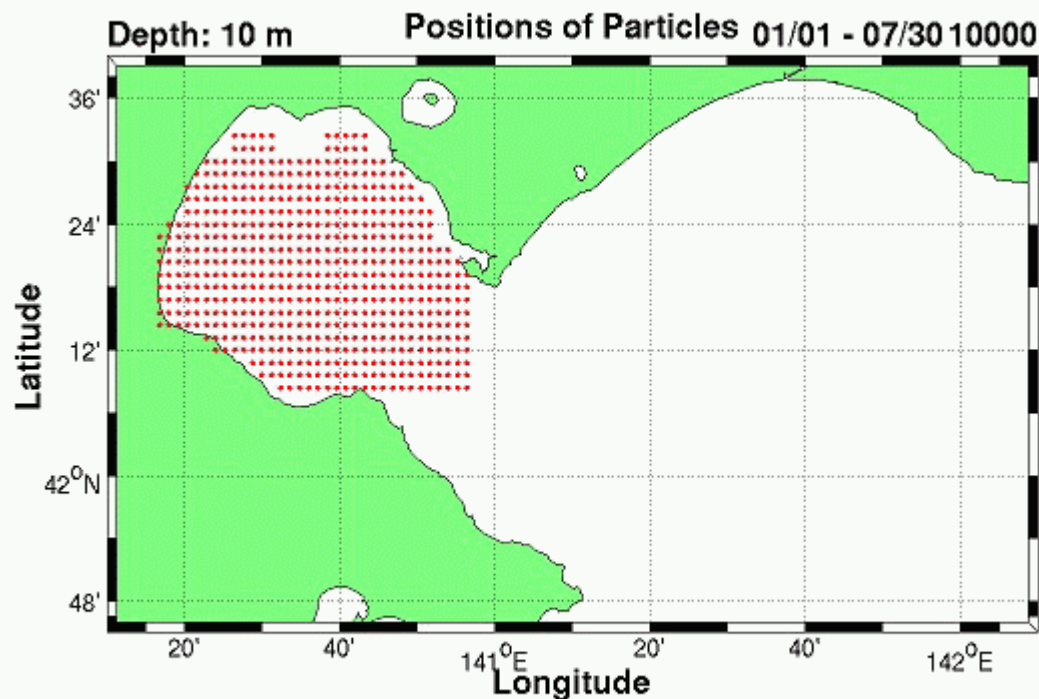 Depth: 10 m Positions of Particles 01/01 - 07/30 10000
36'
24'
12'
42°N
48'
Latitude
20' 40' 141°E 20' 40' 142°E
Longitude